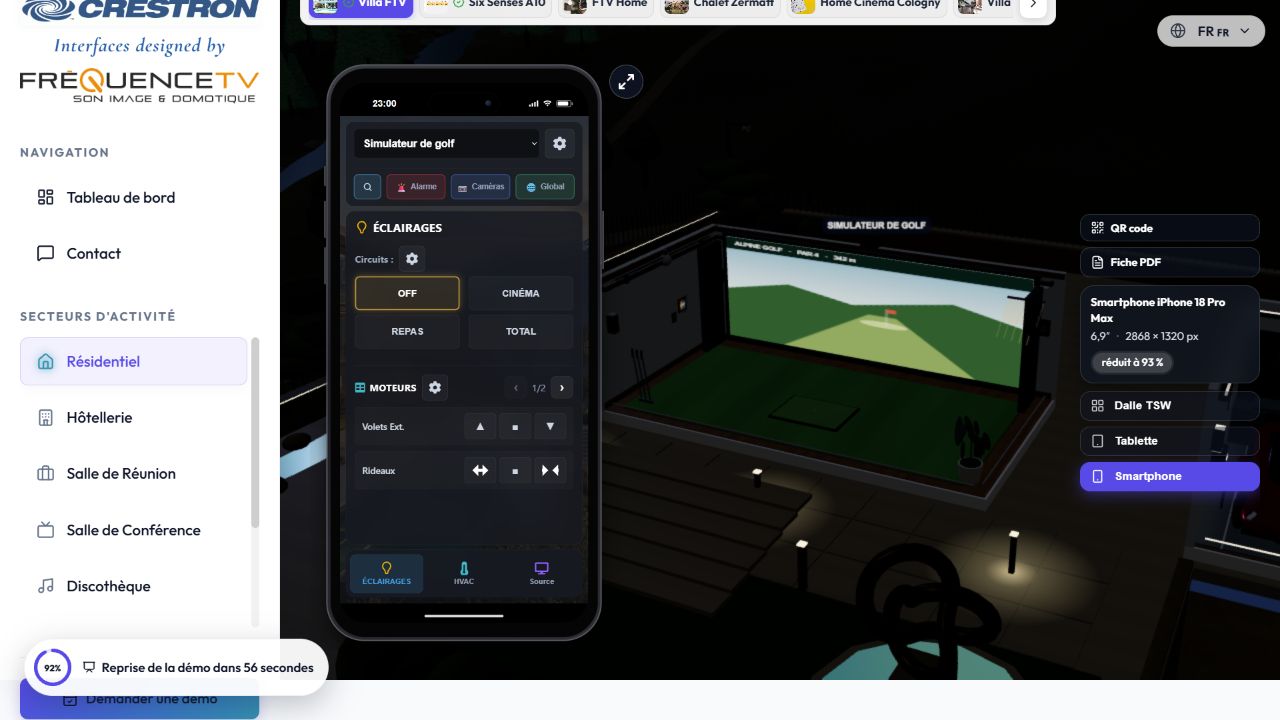 CRESTRON
Interfaces designed by
FRÉQUENCETV
SON IMAGE & DOMOTIQUE
NAVIGATION
Tableau de bord
Contact
SECTEURS D'ACTIVITÉ
Résidentiel
Hôtellerie
Salle de Réunion
Salle de Conférence
Discothèque
92%
Reprise de la démo dans 56 secondes
Demander une démo
Villa FTV
Six Senses A10
FTV Home
Chalet Zermatt
Home Cinema Cologny
Villa
FR FR
23:00
Simulateur de golf
Alarme
Caméras
Global
ÉCLAIRAGES
Circuits :
OFF
CINÉMA
REPAS
TOTAL
MOTEURS
1/2
Volets Ext.
Rideaux
ÉCLAIRAGES
HVAC
Source
SIMULATEUR DE GOLF
ALPINE GOLF - PAR 4 - 342 m
QR code
Fiche PDF
Smartphone iPhone 18 Pro
Max
6,9" · 2868 × 1320 px
réduit à 93 %
Dalle TSW
Tablette
Smartphone